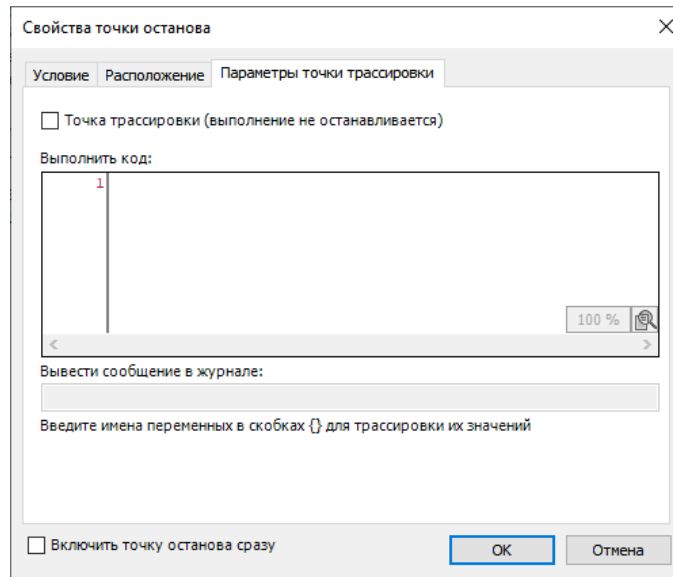 Свойства точки останова
Условие Расположение Параметры точки трассировки
Точка трассировки (выполнение не останавливается)
Выполнить код:
1
100 %
Вывести сообщение в журнале:
Введите имена переменных в скобках {} для трассировки их значений
Включить точку останова сразу
OK Отмена